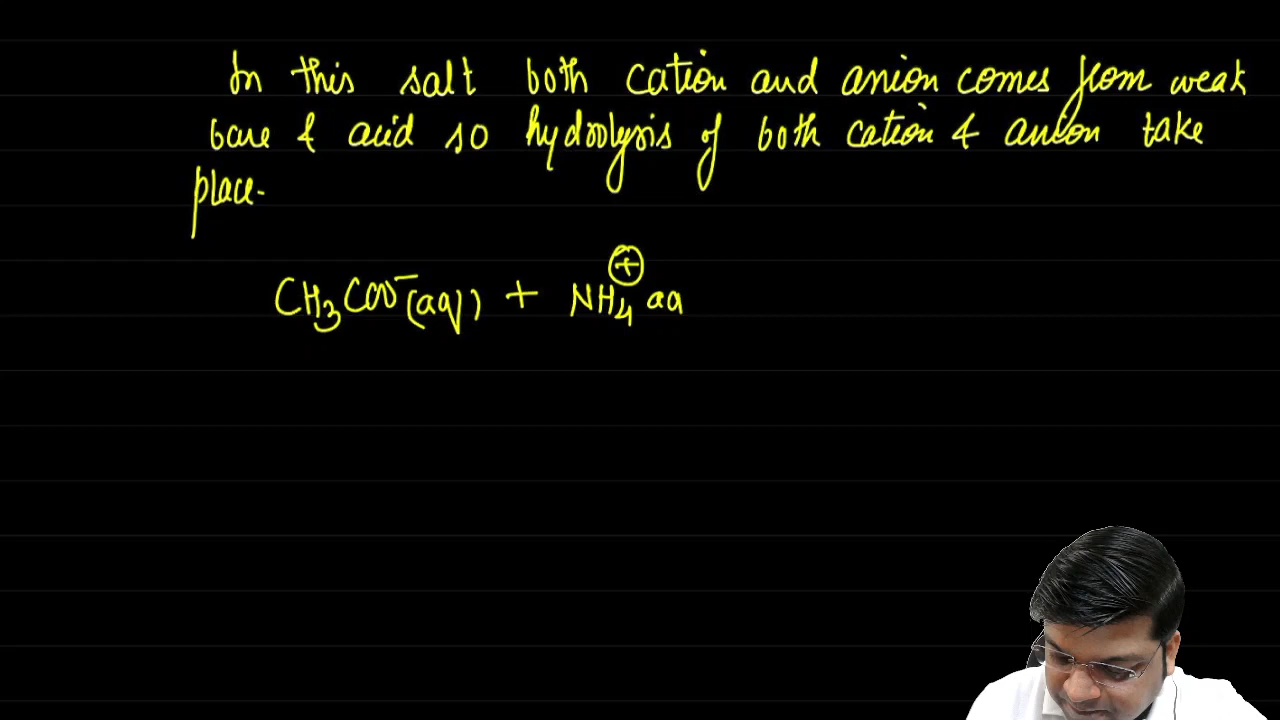 In this salt both cation and anion comes from weak
base & acid so hydrolysis of both cation & anion take
place.
CH₃COO⁻(aq) + NH₄⊕ aq